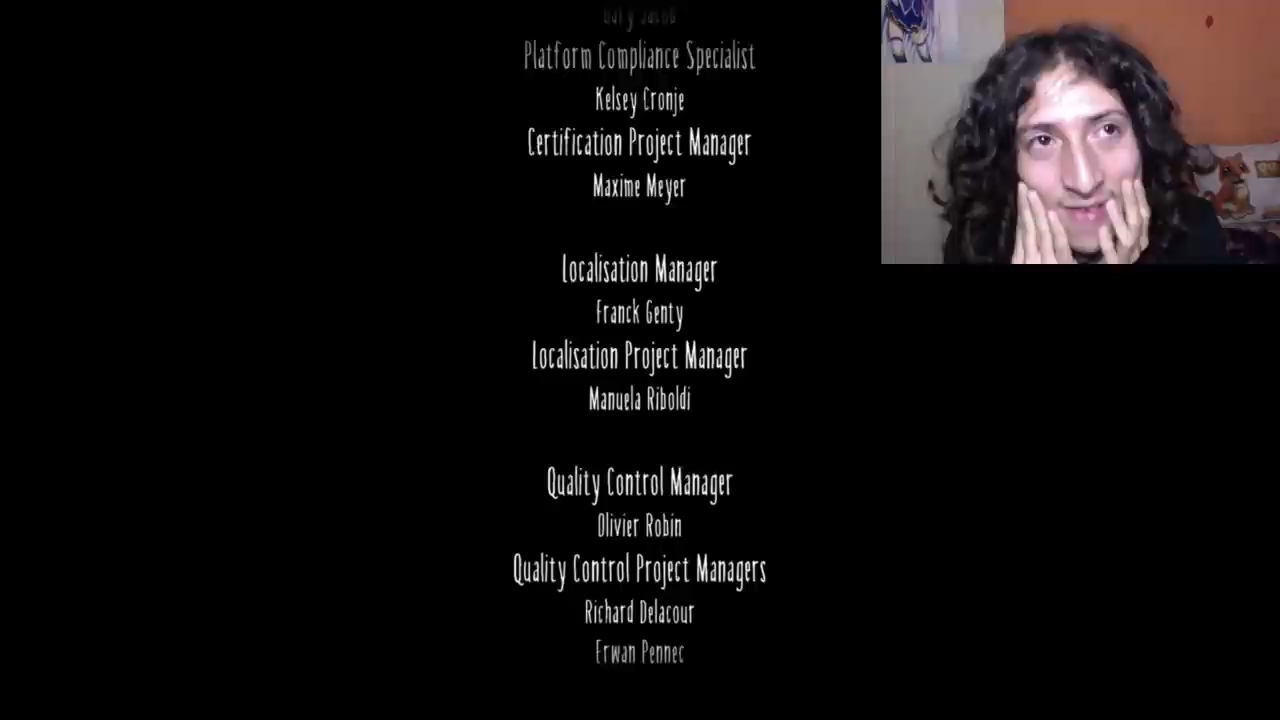 Platform Compliance Specialist
Kelsey Cronje
Certification Project Manager
Maxime Meyer
Localisation Manager
Franck Genty
Localisation Project Manager
Manuela Riboldi
Quality Control Manager
Olivier Robin
Quality Control Project Managers
Richard Delacour
Erwan Pennec